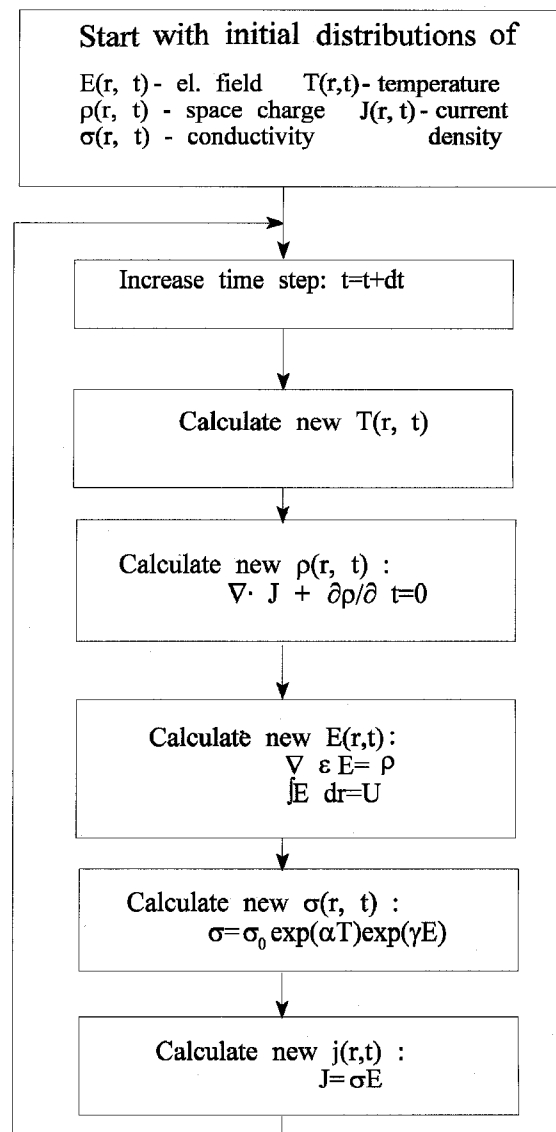 Start with initial distributions of
E(r, t) - el. field T(r,t) - temperature
ρ(r, t) - space charge J(r, t) - current
σ(r, t) - conductivity density
Increase time step: t=t+dt
Calculate new T(r, t)
Calculate new ρ(r, t) :
∇· J + ∂ρ/∂ t=0
Calculate new E(r,t):
∇ ε E= ρ
∫E dr=U
Calculate new σ(r, t) :
σ=σ₀ exp(αT)exp(γE)
Calculate new j(r,t) :
J=σE